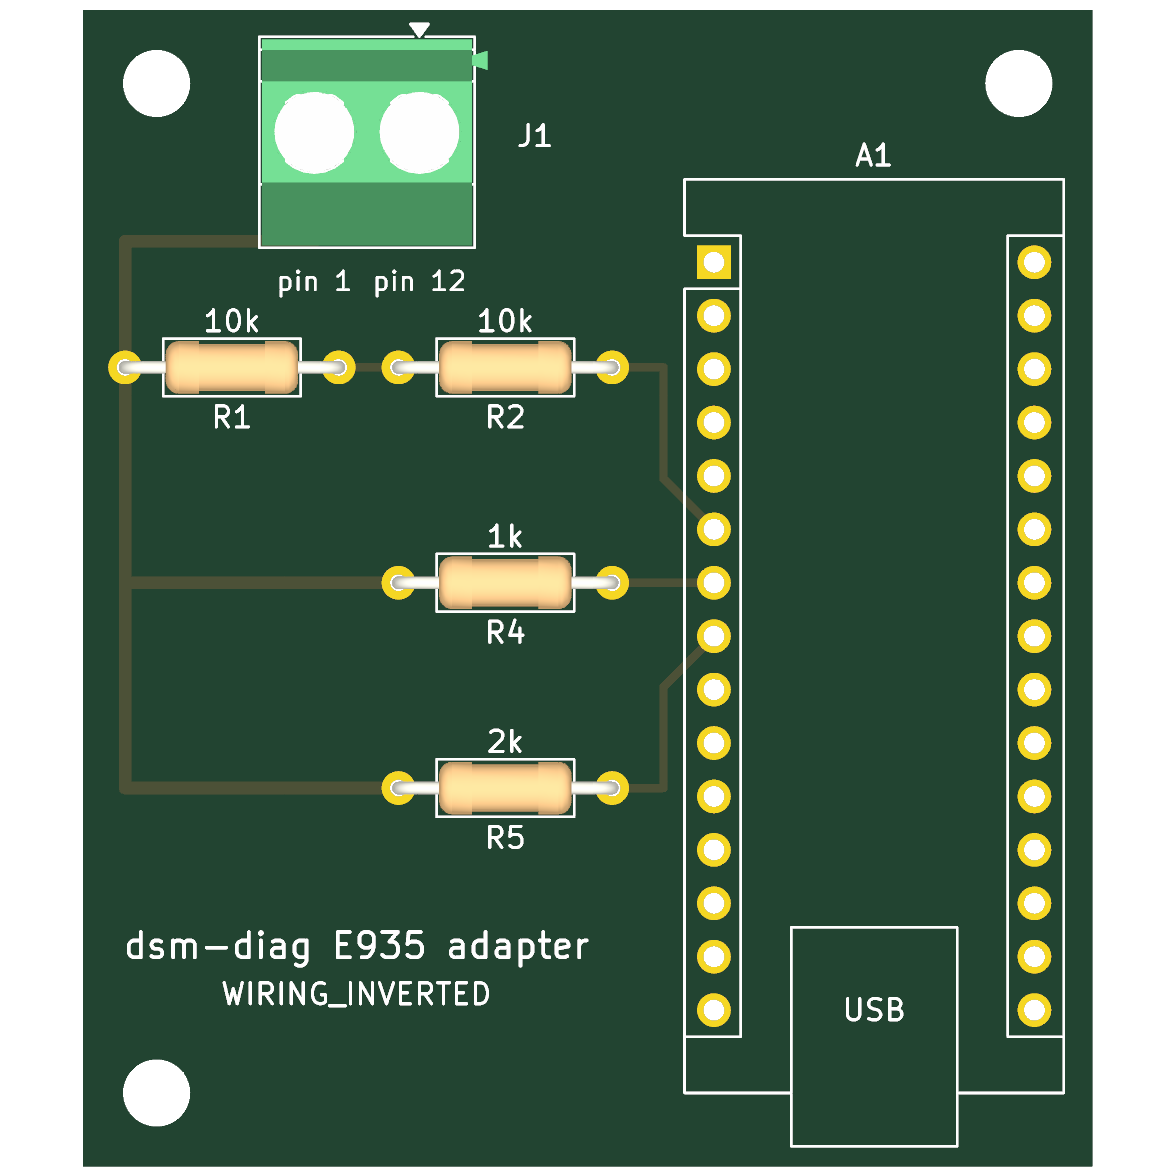 J1
A1
pin 1 pin 12
10k 10k
R1 R2
1k
R4
2k
R5
dsm-diag E935 adapter
WIRING_INVERTED
USB